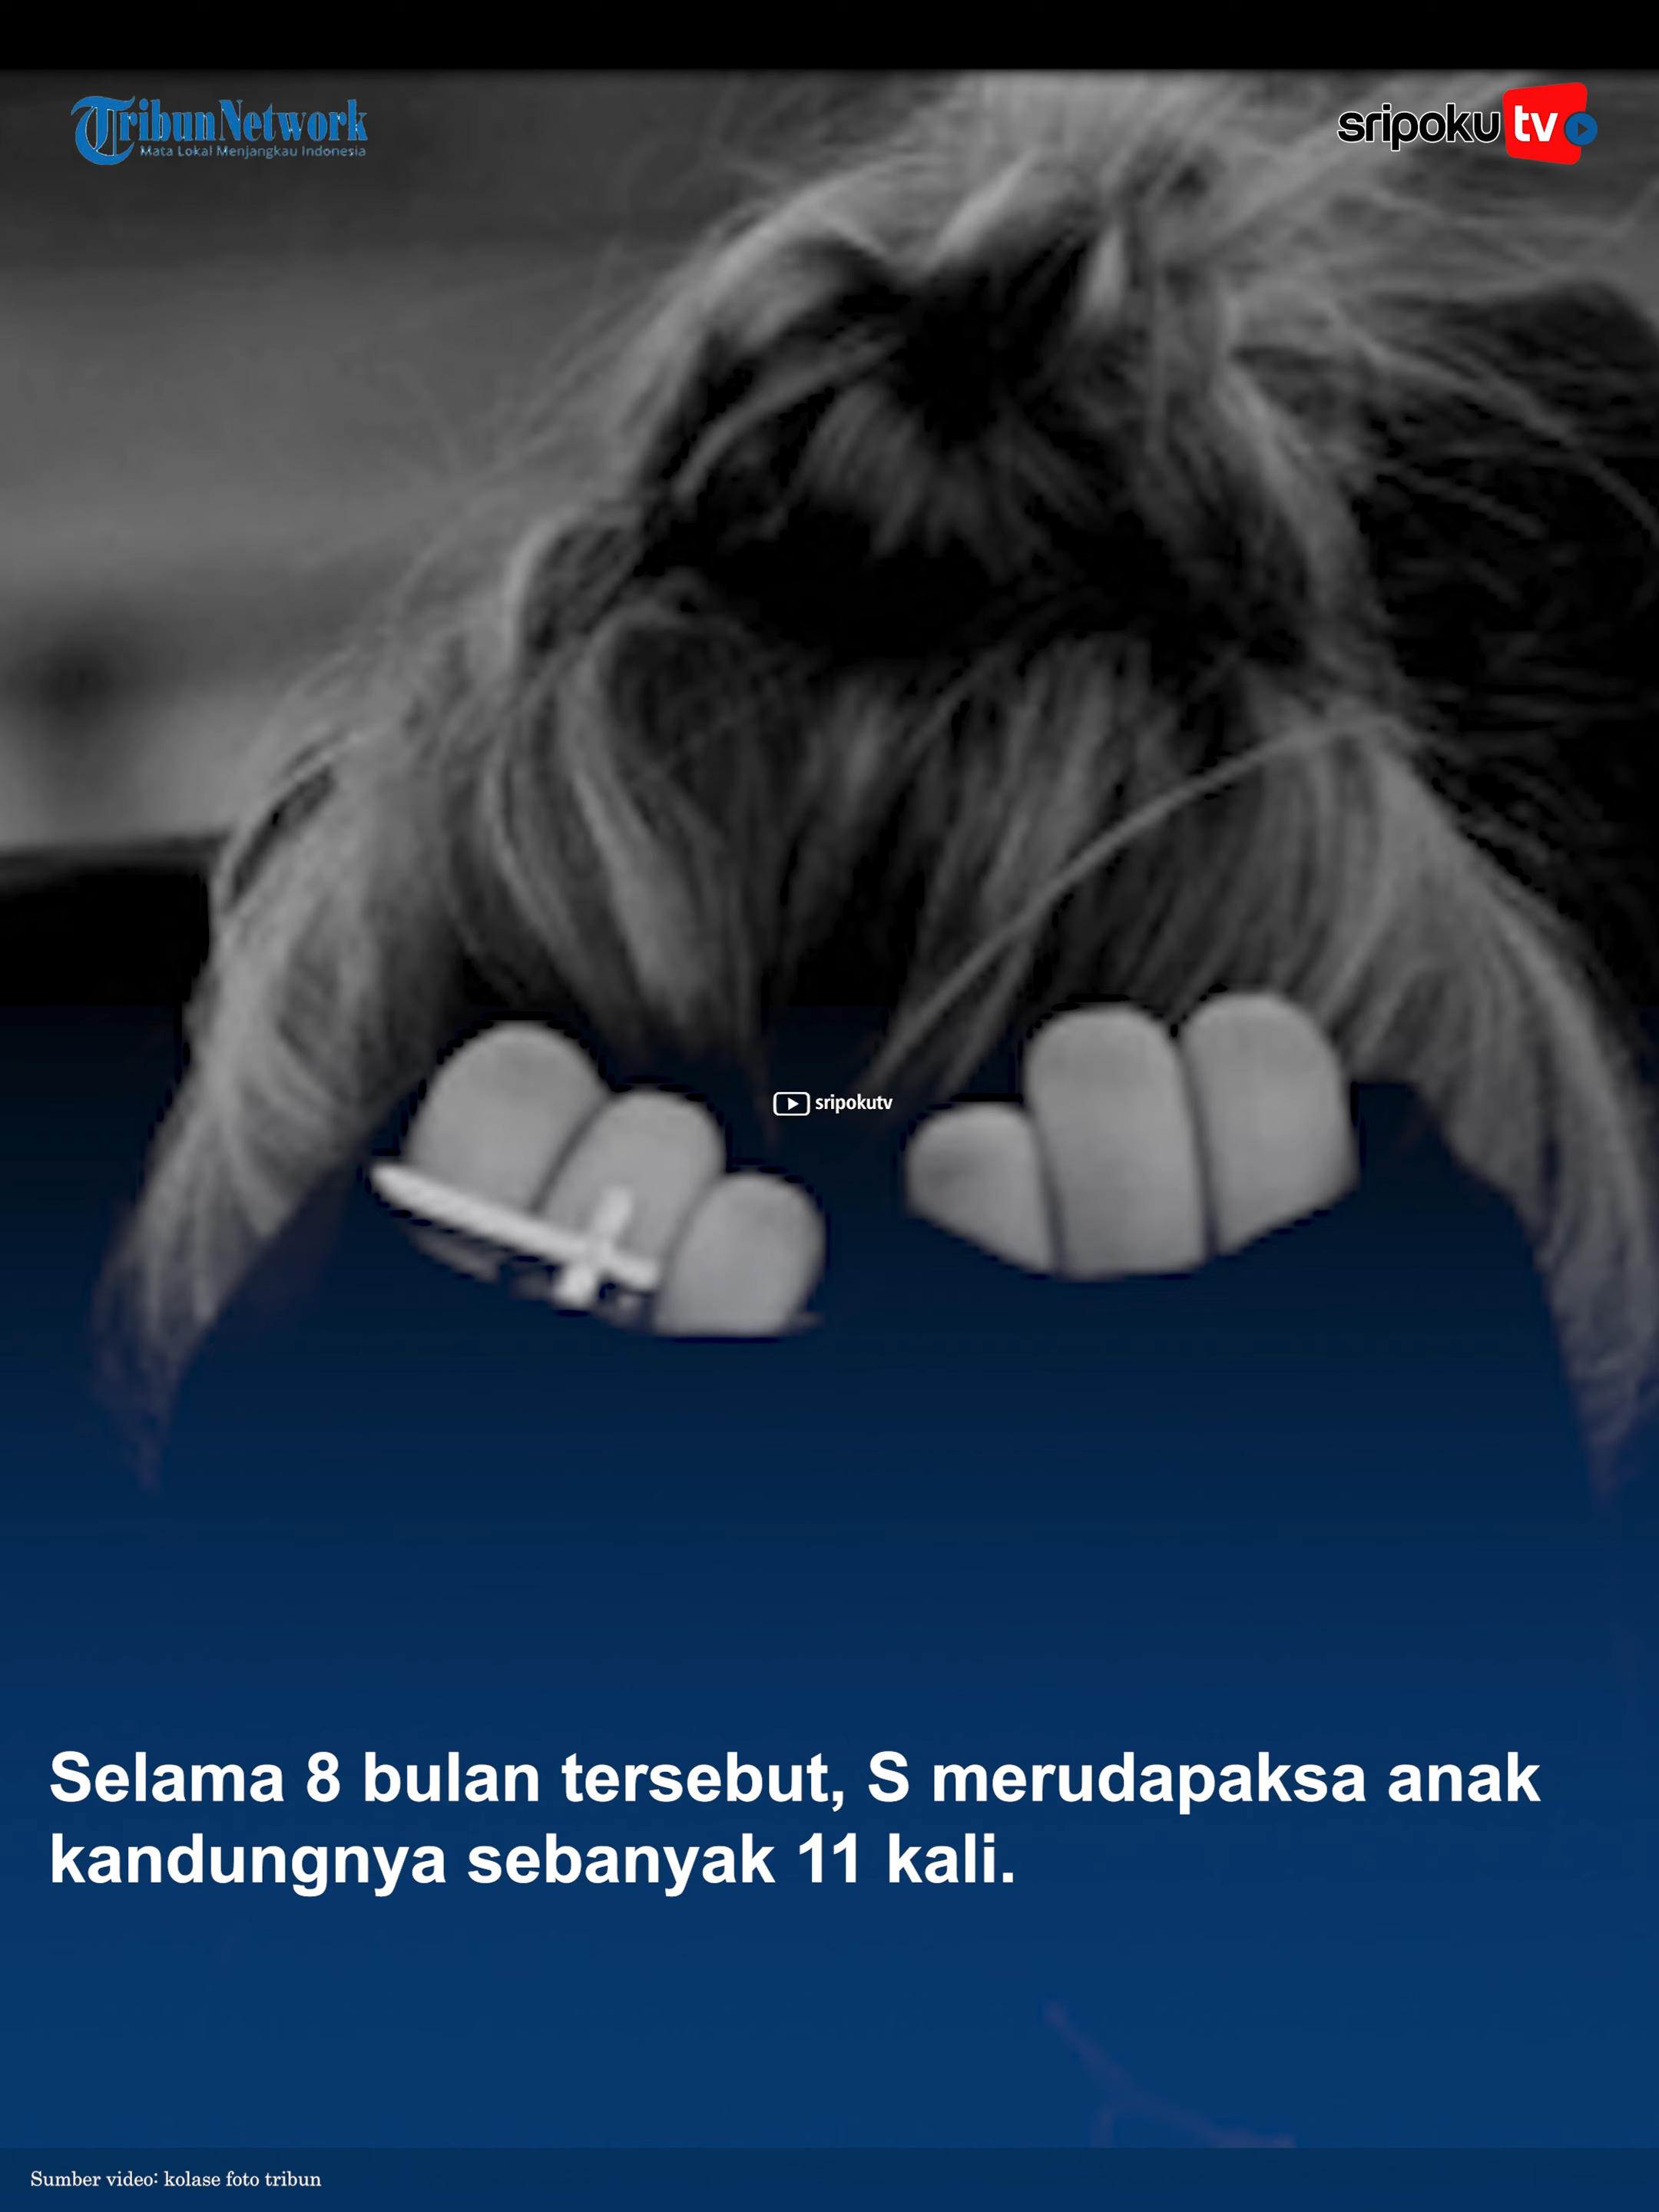 TribunNetwork
Mata Lokal Menjangkau Indonesia
sripoku tv
sripokutv
Selama 8 bulan tersebut, S merudapaksa anak
kandungnya sebanyak 11 kali.
Sumber video: kolase foto tribun